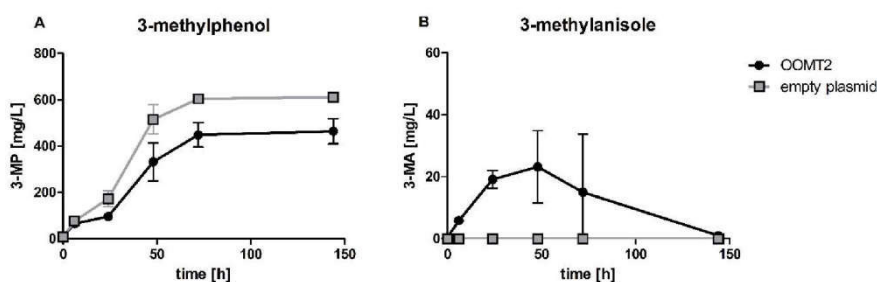 A
3-methylphenol
3-MP [mg/L]
800
600
400
200
0
0
50
100
150
time [h]
B
3-methylanisole
3-MA [mg/L]
60
40
20
0
0
50
100
150
time [h]
OOMT2
empty plasmid